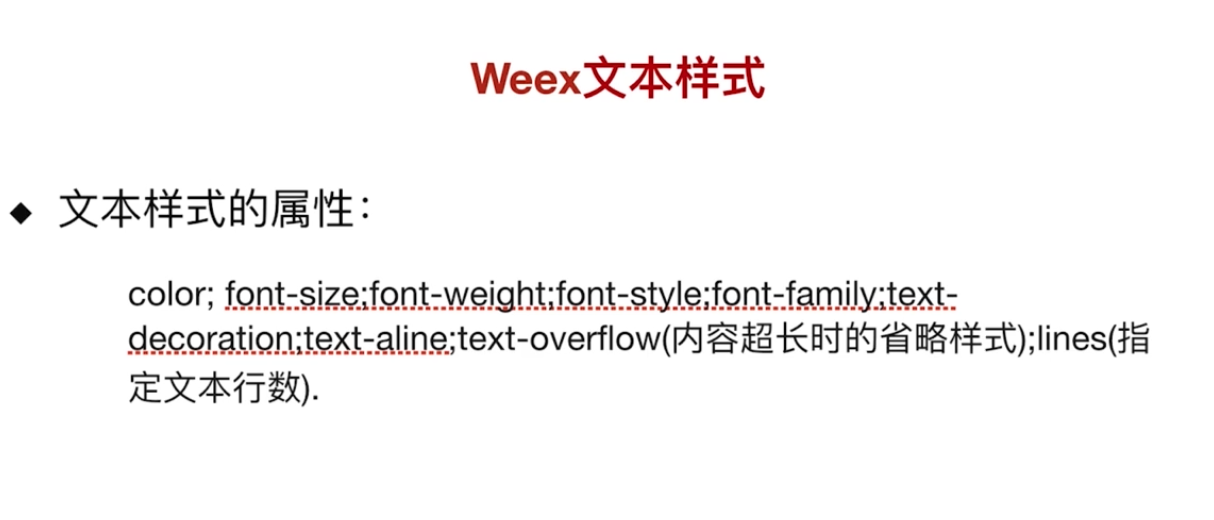 Weex文本样式
◆ 文本样式的属性：
color; font-size;font-weight;font-style;font-family;text-
decoration;text-aline;text-overflow(内容超长时的省略样式);lines(指
定文本行数).